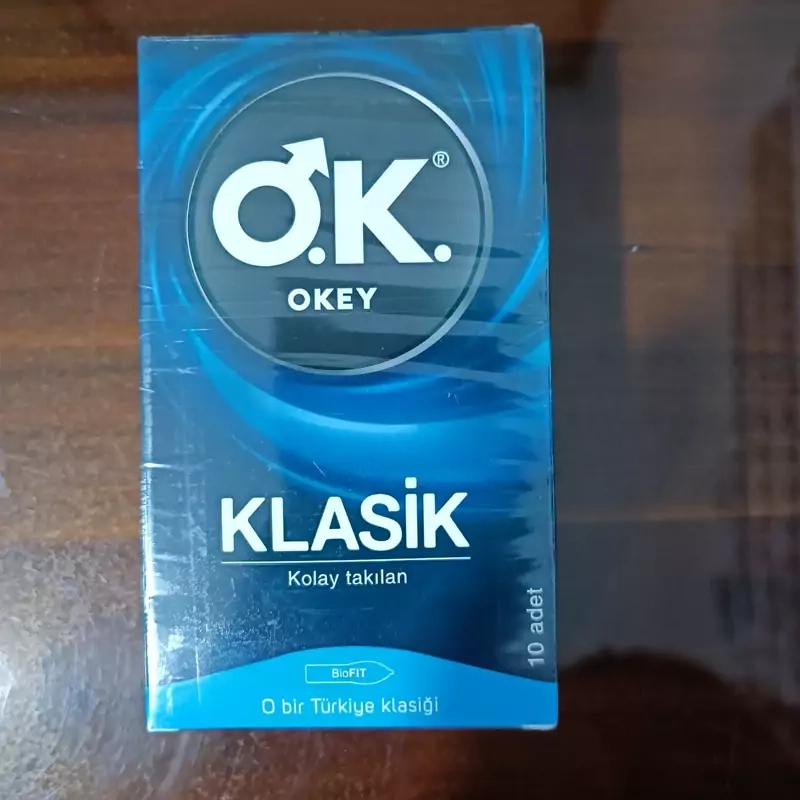 O.K.®
OKEY
KLASİK
Kolay takılan
10 adet
BioFIT
O bir Türkiye klasiği